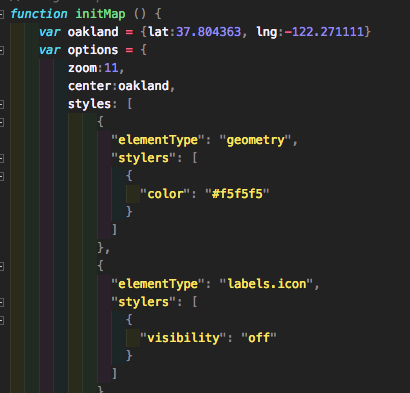 function initMap () {
var oakland = {lat:37.804363, lng:-122.271111}
var options = {
zoom:11,
center:oakland,
styles: [
{
"elementType": "geometry",
"stylers": [
{
"color": "#f5f5f5"
}
]
},
{
"elementType": "labels.icon",
"stylers": [
{
"visibility": "off"
}
]
},